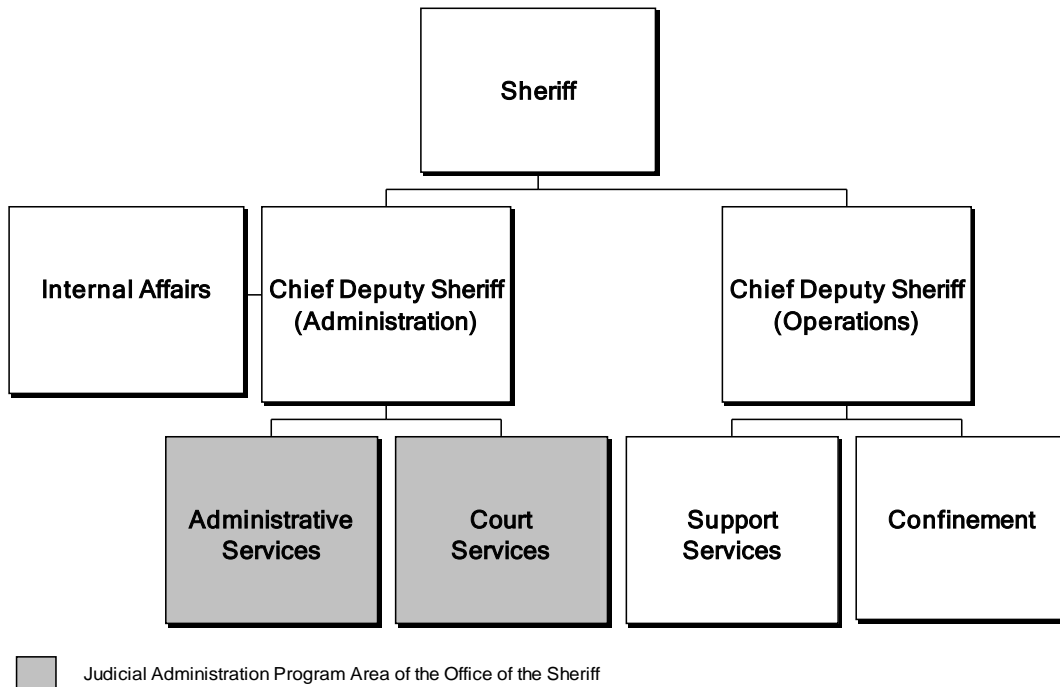 Sheriff
Internal Affairs
Chief Deputy Sheriff
(Administration)
Chief Deputy Sheriff
(Operations)
Administrative
Services
Court
Services
Support
Services
Confinement
Judicial Administration Program Area of the Office of the Sheriff